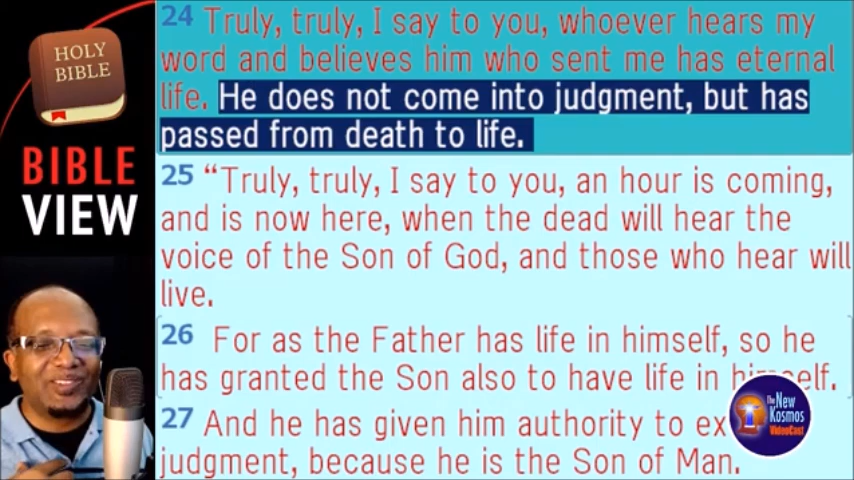 HOLY
BIBLE
BIBLE
VIEW
24 Truly, truly, I say to you, whoever hears my
word and believes him who sent me has eternal
life. He does not come into judgment, but has
passed from death to life.
25 “Truly, truly, I say to you, an hour is coming,
and is now here, when the dead will hear the
voice of the Son of God, and those who hear will
live.
26 For as the Father has life in himself, so he
has granted the Son also to have life in himself.
27 And he has given him authority to ex
judgment, because he is the Son of Man.
The New
Kosmos
VideoCast